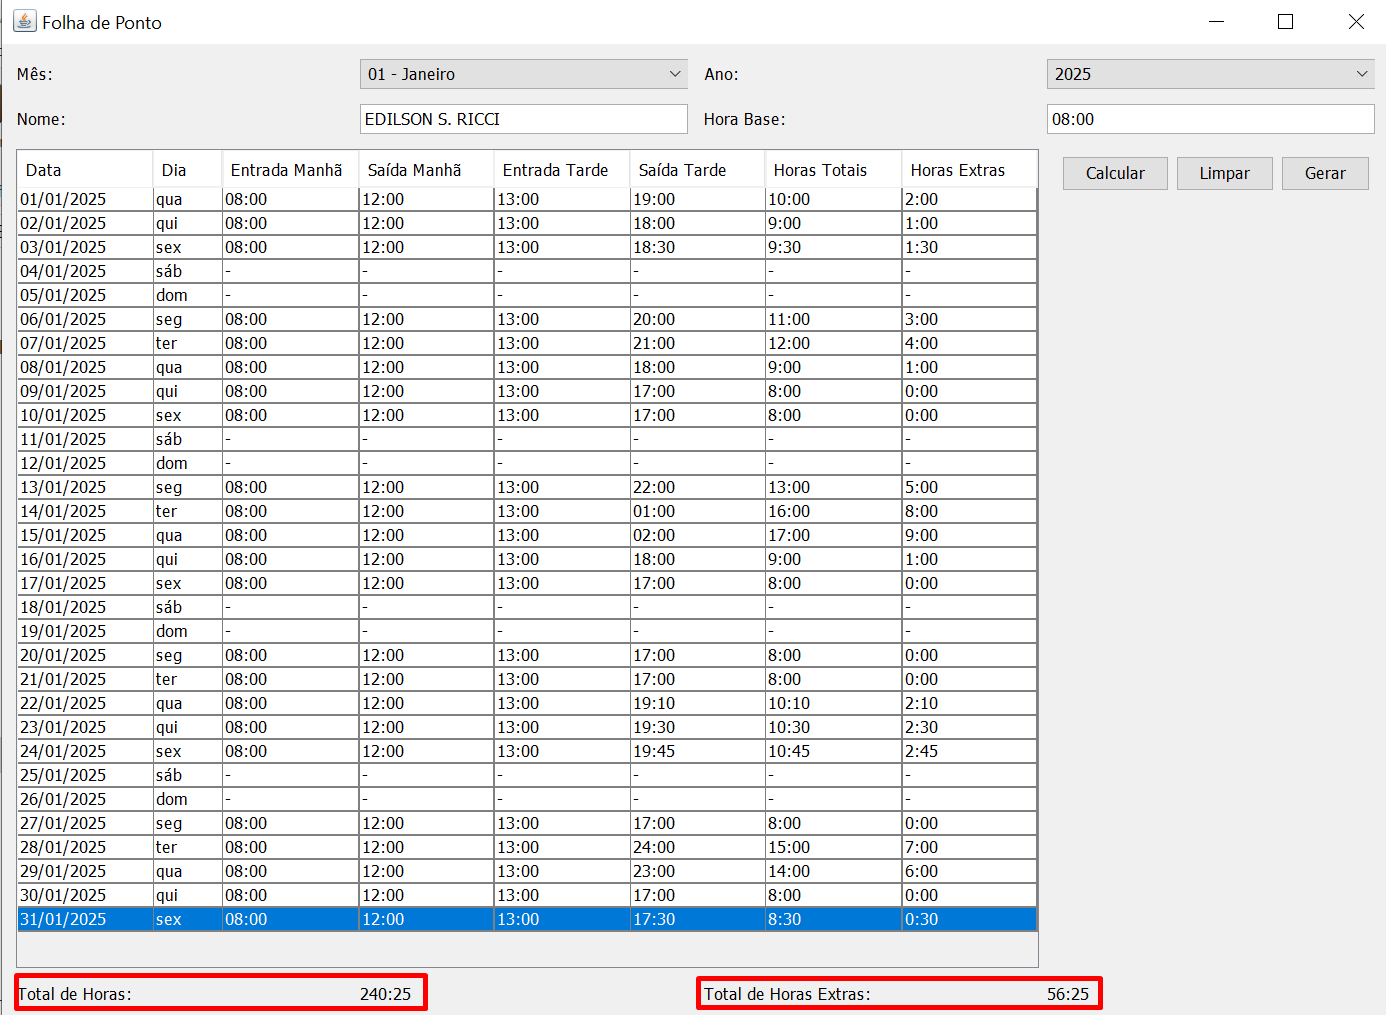 Folha de Ponto
Mês: 01 - Janeiro Ano: 2025
Nome: EDILSON S. RICCI Hora Base: 08:00
Data Dia Entrada Manhã Saída Manhã Entrada Tarde Saída Tarde Horas Totais Horas Extras Calcular Limpar Gerar
01/01/2025 qua 08:00 12:00 13:00 19:00 10:00 2:00
02/01/2025 qui 08:00 12:00 13:00 18:00 9:00 1:00
03/01/2025 sex 08:00 12:00 13:00 18:30 9:30 1:30
04/01/2025 sáb - - - - - -
05/01/2025 dom - - - - - -
06/01/2025 seg 08:00 12:00 13:00 20:00 11:00 3:00
07/01/2025 ter 08:00 12:00 13:00 21:00 12:00 4:00
08/01/2025 qua 08:00 12:00 13:00 18:00 9:00 1:00
09/01/2025 qui 08:00 12:00 13:00 17:00 8:00 0:00
10/01/2025 sex 08:00 12:00 13:00 17:00 8:00 0:00
11/01/2025 sáb - - - - - -
12/01/2025 dom - - - - - -
13/01/2025 seg 08:00 12:00 13:00 22:00 13:00 5:00
14/01/2025 ter 08:00 12:00 13:00 01:00 16:00 8:00
15/01/2025 qua 08:00 12:00 13:00 02:00 17:00 9:00
16/01/2025 qui 08:00 12:00 13:00 18:00 9:00 1:00
17/01/2025 sex 08:00 12:00 13:00 17:00 8:00 0:00
18/01/2025 sáb - - - - - -
19/01/2025 dom - - - - - -
20/01/2025 seg 08:00 12:00 13:00 17:00 8:00 0:00
21/01/2025 ter 08:00 12:00 13:00 17:00 8:00 0:00
22/01/2025 qua 08:00 12:00 13:00 19:10 10:10 2:10
23/01/2025 qui 08:00 12:00 13:00 19:30 10:30 2:30
24/01/2025 sex 08:00 12:00 13:00 19:45 10:45 2:45
25/01/2025 sáb - - - - - -
26/01/2025 dom - - - - - -
27/01/2025 seg 08:00 12:00 13:00 17:00 8:00 0:00
28/01/2025 ter 08:00 12:00 13:00 24:00 15:00 7:00
29/01/2025 qua 08:00 12:00 13:00 23:00 14:00 6:00
30/01/2025 qui 08:00 12:00 13:00 17:00 8:00 0:00
31/01/2025 sex 08:00 12:00 13:00 17:30 8:30 0:30
Total de Horas: 240:25 Total de Horas Extras: 56:25